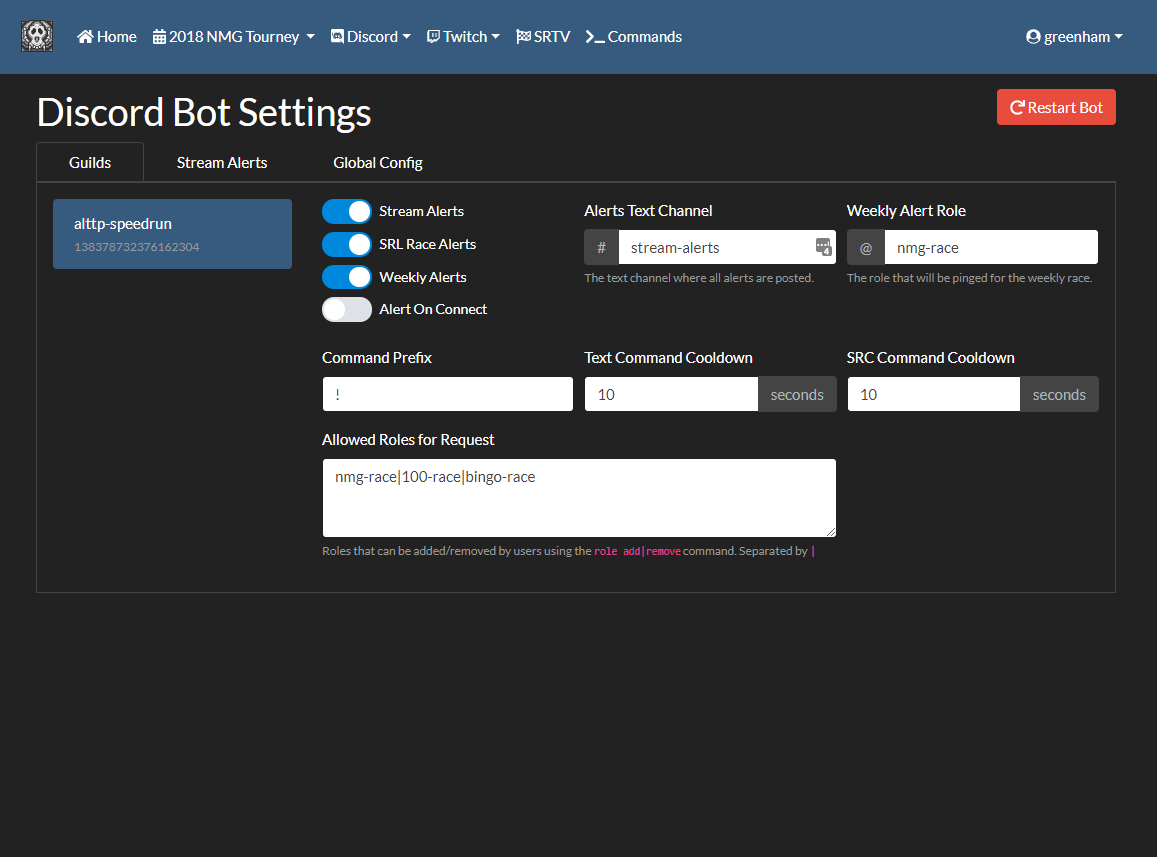 Home 2018 NMG Tourney Discord Twitch SRTV Commands greenham
Discord Bot Settings
Restart Bot
Guilds Stream Alerts Global Config
alttp-speedrun
138378732376162304
Stream Alerts
SRL Race Alerts
Weekly Alerts
Alert On Connect
Alerts Text Channel
# stream-alerts
4
The text channel where all alerts are posted.
Weekly Alert Role
@ nmg-race
The role that will be pinged for the weekly race.
Command Prefix
!
Text Command Cooldown
10 seconds
SRC Command Cooldown
10 seconds
Allowed Roles for Request
nmg-race|100-race|bingo-race
Roles that can be added/removed by users using the role add|remove command. Separated by |